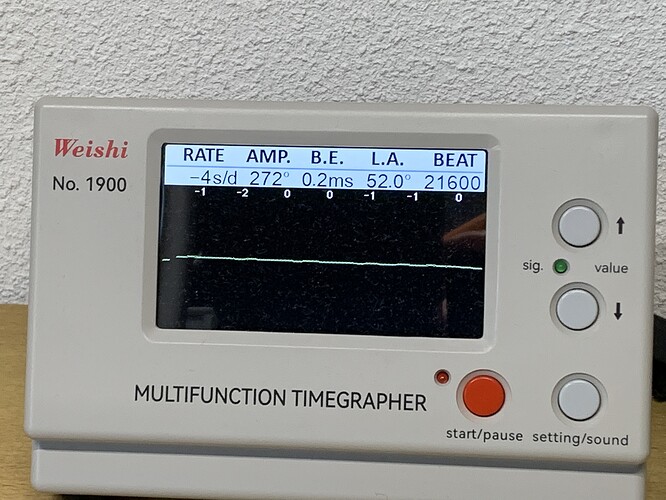 Weishi
No. 1900
RATE AMP. B.E. L.A. BEAT
-4s/d 272° 0.2ms 52.0° 21600
-1 -2 0 0 -1 -1 0
sig. value
MULTIFUNCTION TIMEGRAPHER
start/pause setting/sound